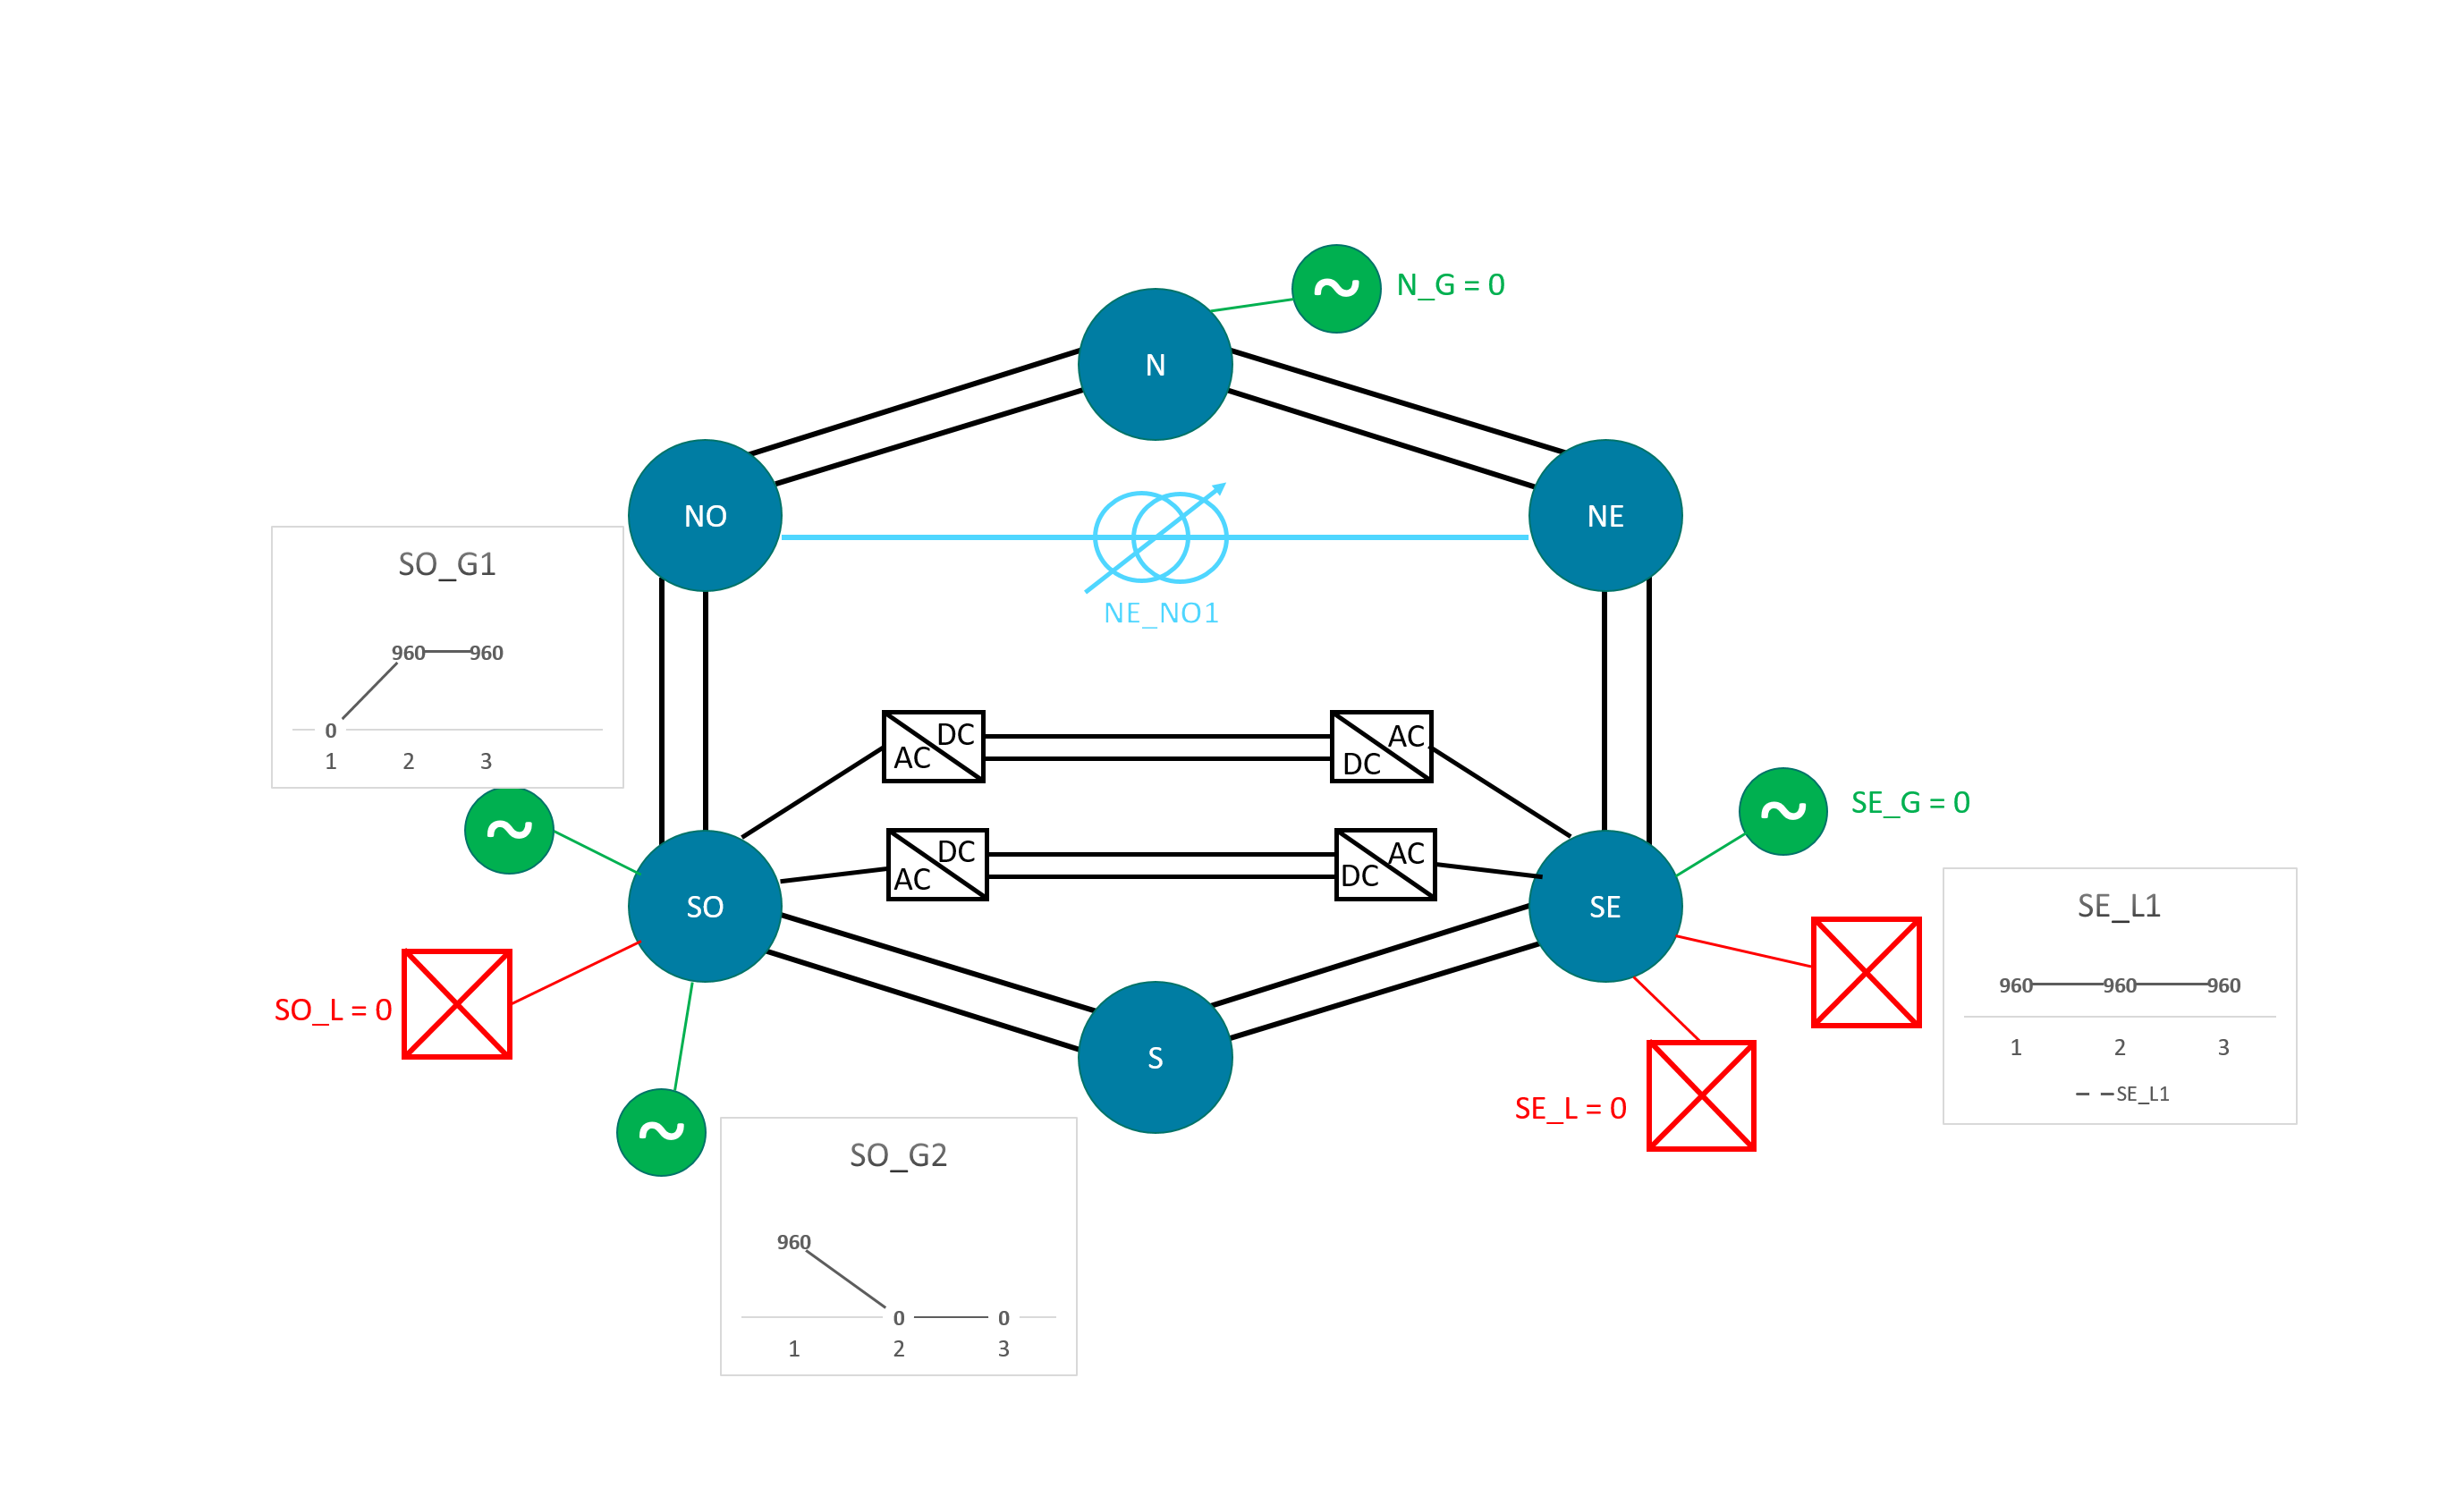 N_G = 0
N
NO
NE
NE_NO1
SO_G1
960
960
0
1
2
3
DC
AC
AC
DC
DC
AC
AC
DC
SE_G = 0
SO
SE
SE_L1
960
960
960
1
2
3
SE_L1
SO_L = 0
S
SE_L = 0
SO_G2
960
0
0
1
2
3